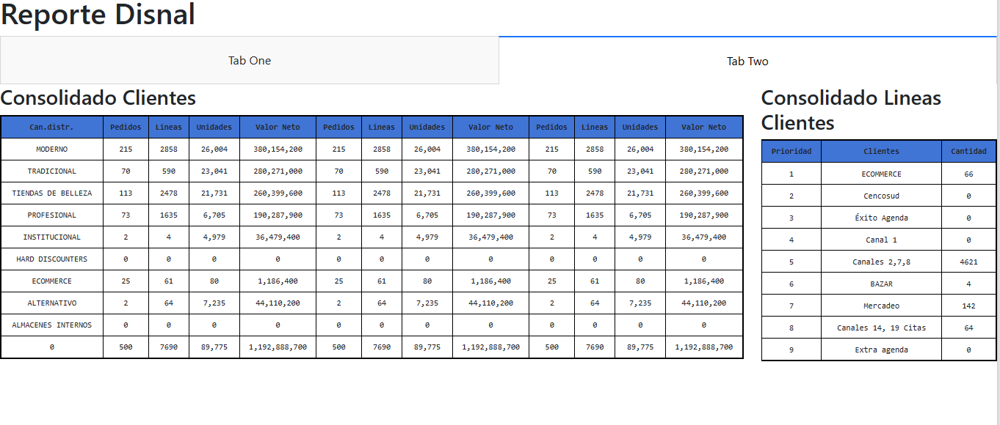 Reporte Disnal
Tab One
Tab Two
Consolidado Clientes
Can.distr. Pedidos Lineas Unidades Valor Neto Pedidos Lineas Unidades Valor Neto Pedidos Lineas Unidades Valor Neto
MODERNO 215 2858 26,004 380,154,200 215 2858 26,004 380,154,200 215 2858 26,004 380,154,200
TRADICIONAL 70 590 23,041 280,271,000 70 590 23,041 280,271,000 70 590 23,041 280,271,000
TIENDAS DE BELLEZA 113 2478 21,731 260,399,600 113 2478 21,731 260,399,600 113 2478 21,731 260,399,600
PROFESIONAL 73 1635 6,705 190,287,900 73 1635 6,705 190,287,900 73 1635 6,705 190,287,900
INSTITUCIONAL 2 4 4,979 36,479,400 2 4 4,979 36,479,400 2 4 4,979 36,479,400
HARD DISCOUNTERS 0 0 0 0 0 0 0 0 0 0 0 0
ECOMMERCE 25 61 80 1,186,400 25 61 80 1,186,400 25 61 80 1,186,400
ALTERNATIVO 2 64 7,235 44,110,200 2 64 7,235 44,110,200 2 64 7,235 44,110,200
ALMACENES INTERNOS 0 0 0 0 0 0 0 0 0 0 0 0
0 500 7690 89,775 1,192,888,700 500 7690 89,775 1,192,888,700 500 7690 89,775 1,192,888,700
Consolidado Lineas
Clientes
Prioridad Clientes Cantidad
1 ECOMMERCE 66
2 Cencosud 0
3 Éxito Agenda 0
4 Canal 1 0
5 Canales 2,7,8 4621
6 BAZAR 4
7 Mercadeo 142
8 Canales 14, 19 Citas 64
9 Extra agenda 0